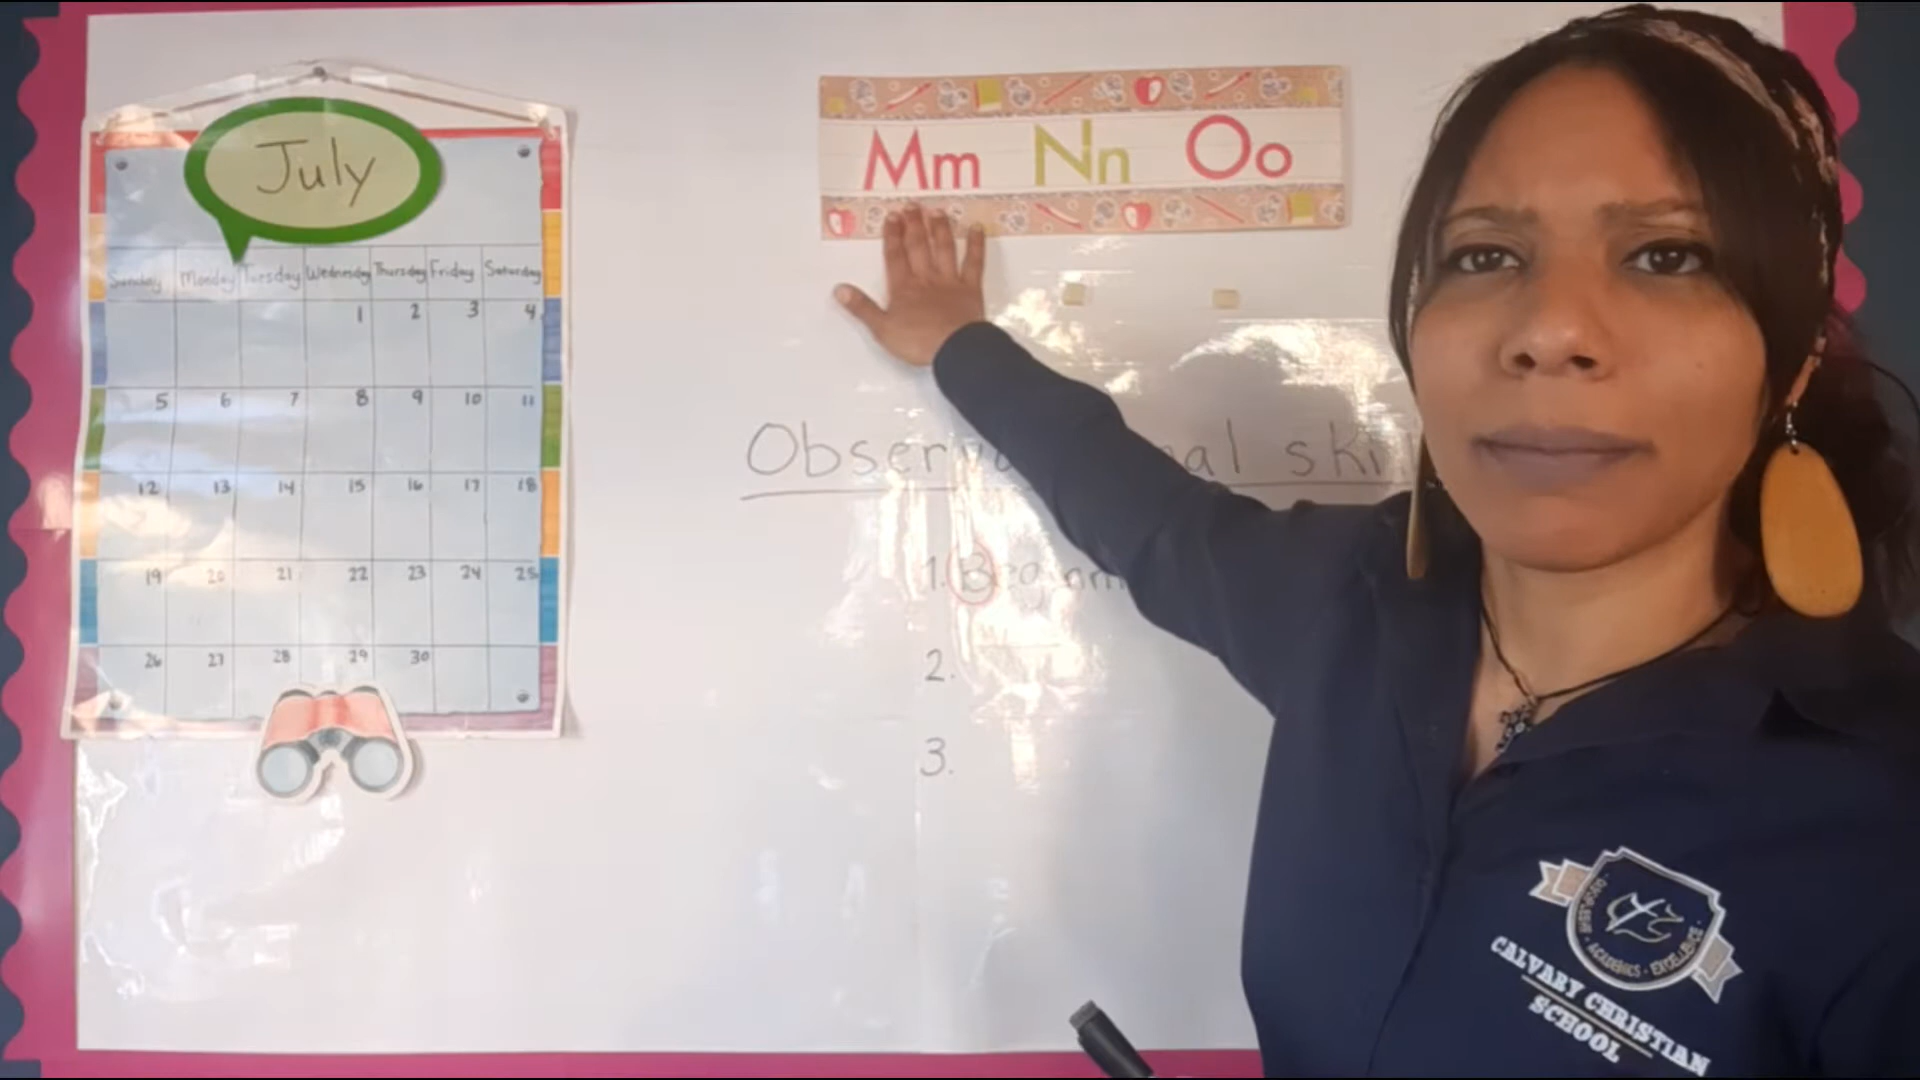 July
Sunday Monday Tuesday Wednesday Thursday Friday Saturday
1 2 3 4
5 6 7 8 9 10 11
12 13 14 15 16 17 18
19 20 21 22 23 24 25
26 27 28 29 30
Mm Nn Oo
1.
2.
3.
ACADEMICS - EXCELLENCE
CALVARY CHRISTIAN
SCHOOL